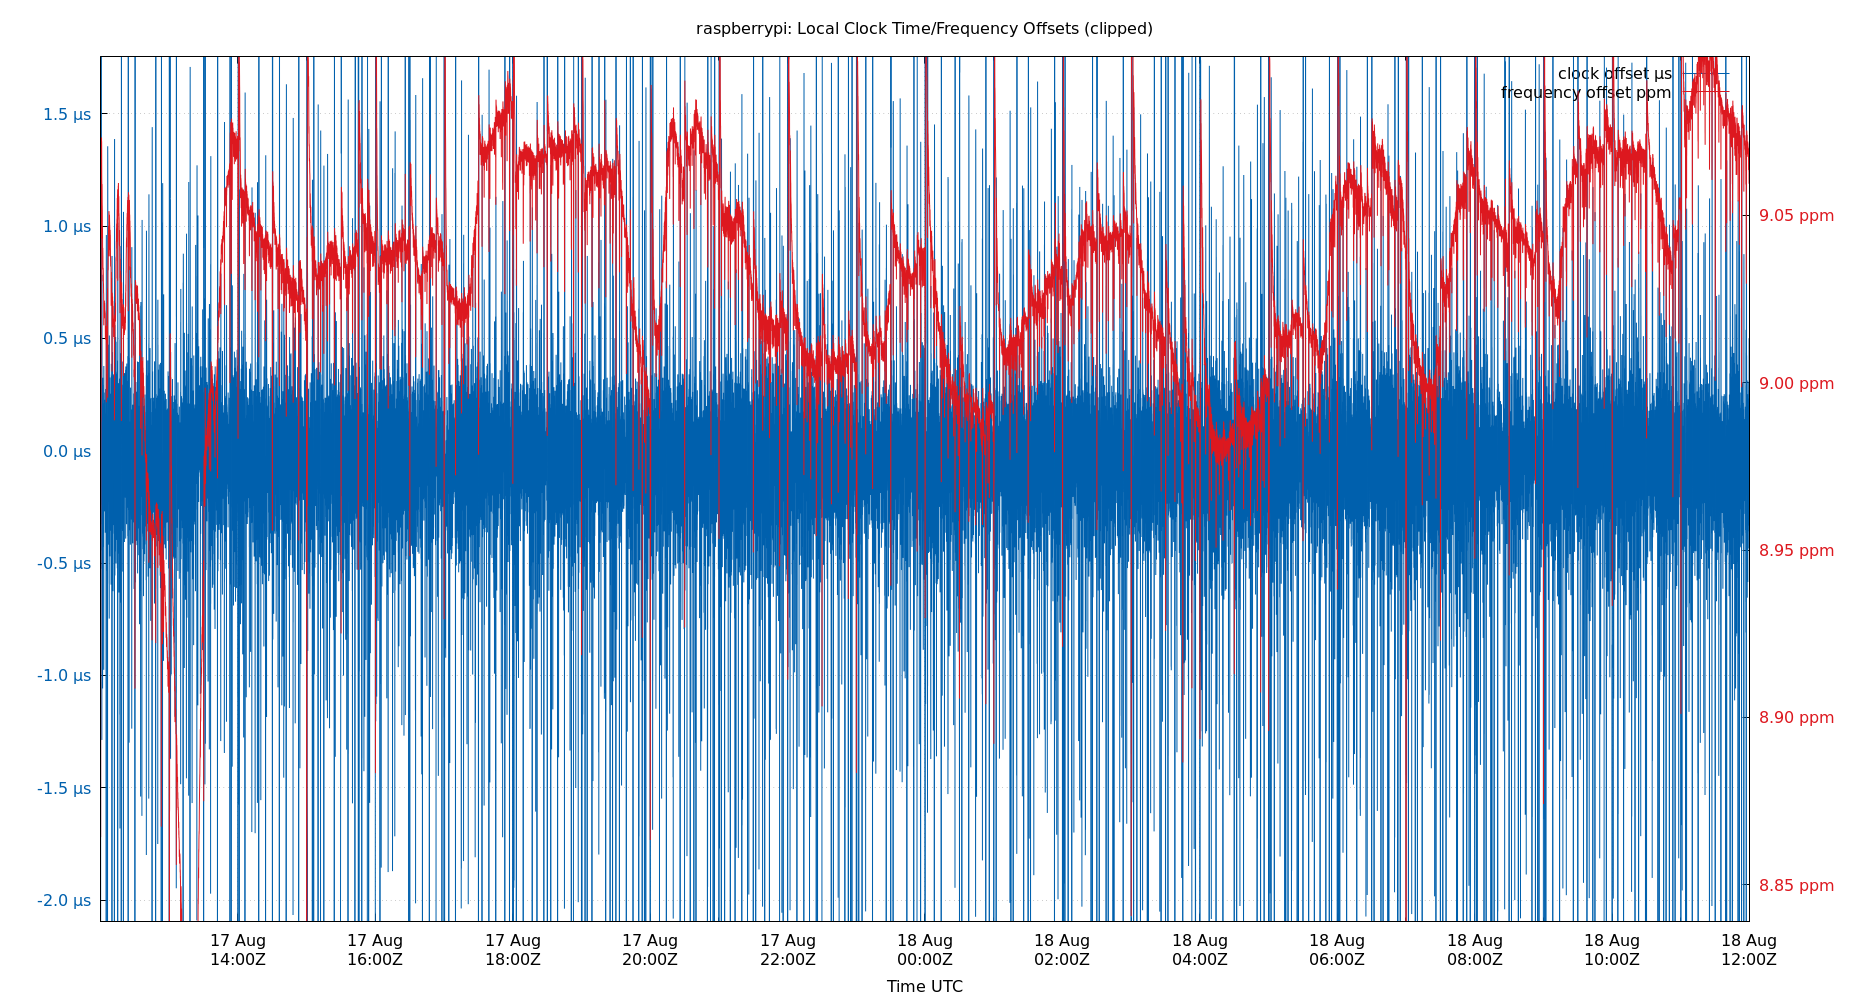 raspberrypi: Local Clock Time/Frequency Offsets (clipped)
clock offset µs
frequency offset ppm
1.5 µs
1.0 µs
0.5 µs
0.0 µs
-0.5 µs
-1.0 µs
-1.5 µs
-2.0 µs
9.05 ppm
9.00 ppm
8.95 ppm
8.90 ppm
8.85 ppm
17 Aug 17 Aug 17 Aug 17 Aug 17 Aug 18 Aug 18 Aug 18 Aug 18 Aug 18 Aug 18 Aug 18 Aug
14:00Z 16:00Z 18:00Z 20:00Z 22:00Z 00:00Z 02:00Z 04:00Z 06:00Z 08:00Z 10:00Z 12:00Z
Time UTC